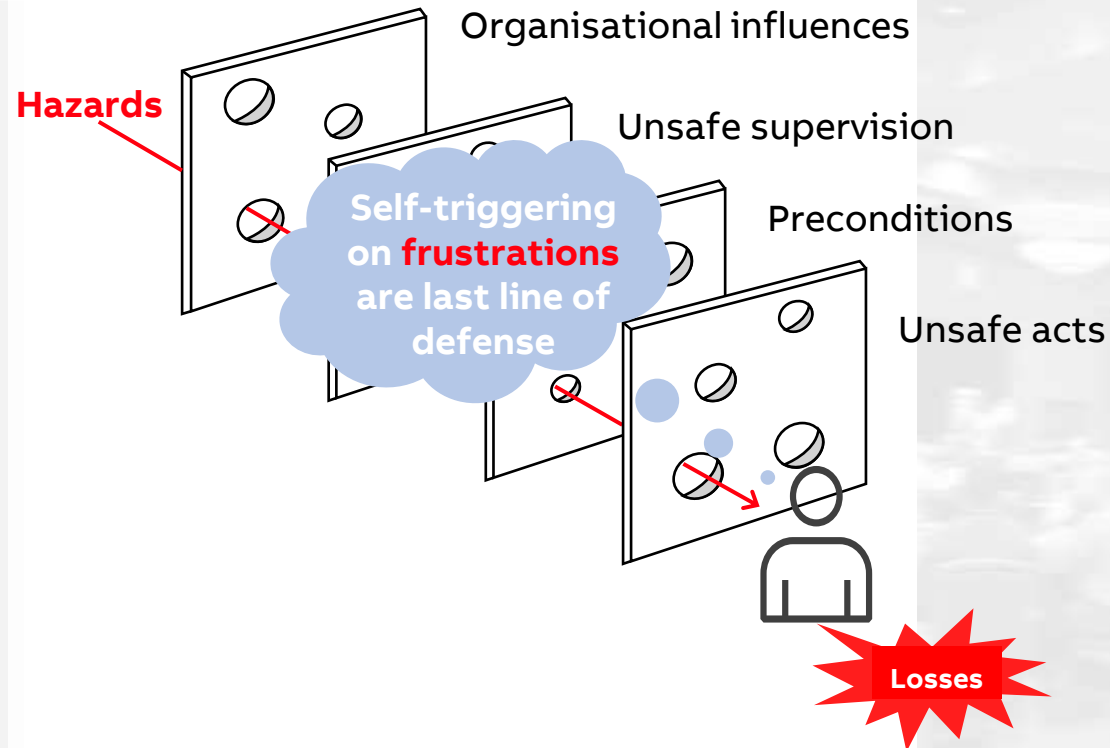 Organisational influences
Hazards
Unsafe supervision
Self-triggering
on frustrations
are last line of
defense
Preconditions
Unsafe acts
Losses